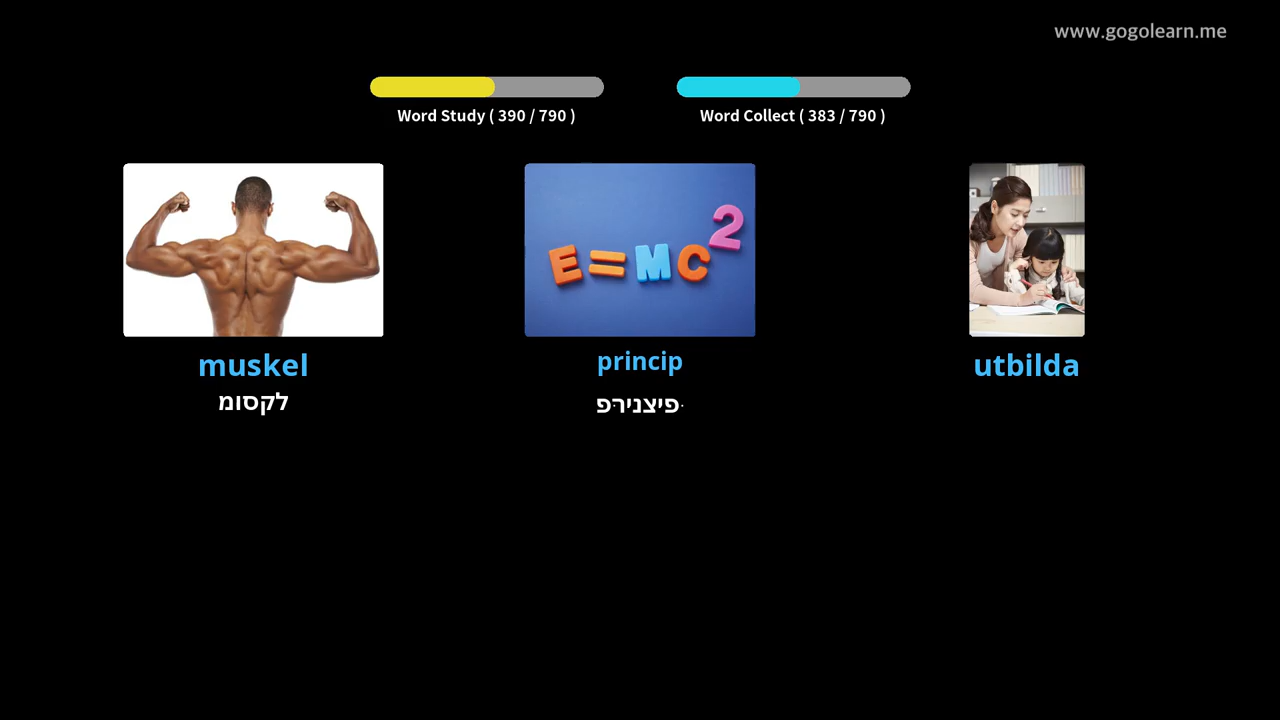 www.gogolearn.me
Word Study ( 390 / 790 )
Word Collect ( 383 / 790 )
E=MC2
muskel
princip
utbilda
לקסומ
פיצנירפ